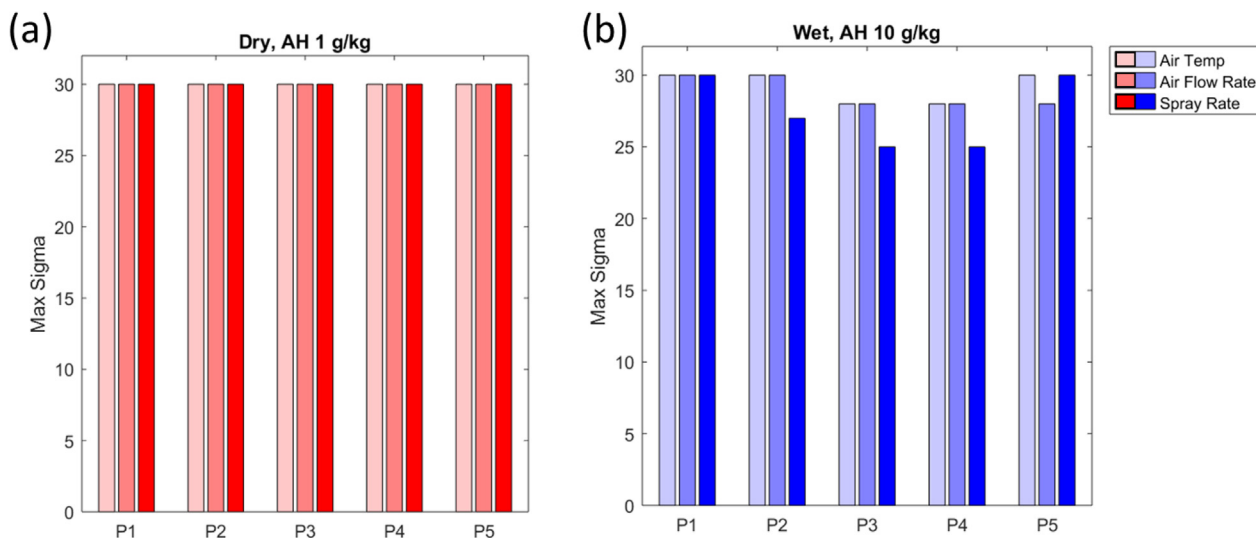 (a)
Dry, AH 1 g/kg
Max Sigma
30
25
20
15
10
5
0
P1 P2 P3 P4 P5
(b)
Wet, AH 10 g/kg
Max Sigma
30
25
20
15
10
5
0
P1 P2 P3 P4 P5
Air Temp
Air Flow Rate
Spray Rate